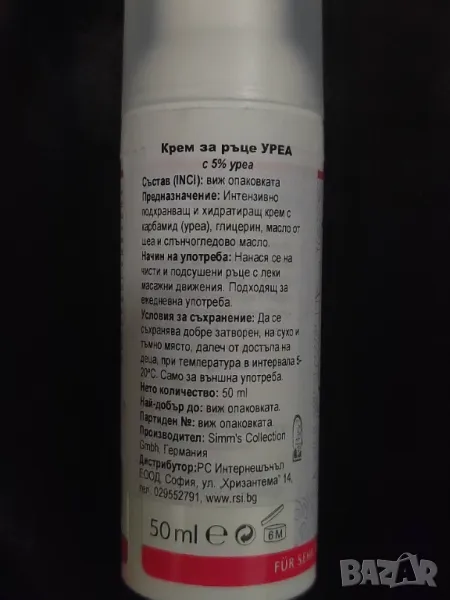 Крем за ръце УРЕА
с 5% уреа
Състав (INCI): виж опаковката
Предназначение: Интензивно
подхранващ и хидратиращ крем с
карбамид (уреа), глицерин, масло от
шеа и слънчогледово масло.
Начин на употреба: Нанася се на
чисти и подсушени ръце с леки
масажни движения. Подходящ за
ежедневна употреба.
Условия за съхранение: Да се
съхранява добре затворен, на сухо и
тъмно място, далеч от достъпа на
деца, при температура в интервала 5-
20°C. Само за външна употреба.
Нето количество: 50 ml
Най-добър до: виж опаковката.
Партиден №: виж опаковката.
Производител: Simm's Collection
Gmbh, Германия
Дистрибутор:РС Интернешънъл
ЕООД, София, ул. „Хризантема" 14,
тел. 029552791, www.rsi.bg
50 ml e 6M
FÜR
BAZAR
.bg